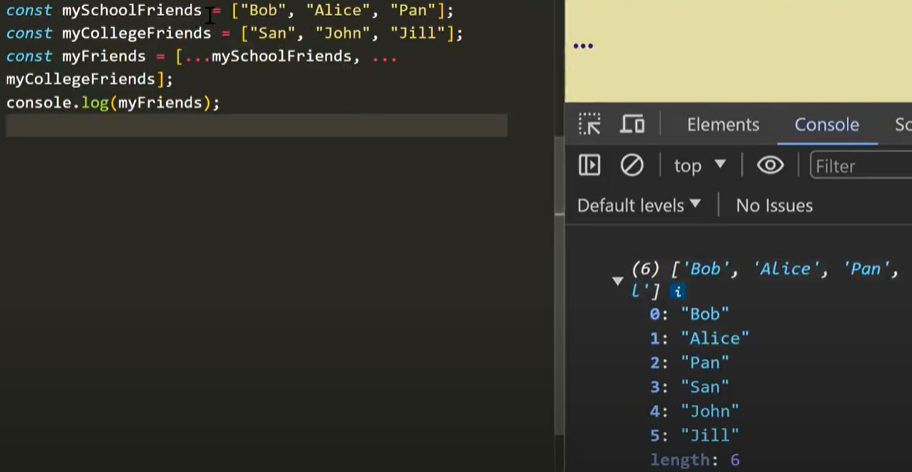 const mySchoolFriends = ["Bob", "Alice", "Pan"];
const myCollegeFriends = ["San", "John", "Jill"];
const myFriends = [...mySchoolFriends, ...
myCollegeFriends];
console.log(myFriends);
...
Elements Console So
top Filter
Default levels No Issues
(6) ['Bob', 'Alice', 'Pan',
l'] i
0: "Bob"
1: "Alice"
2: "Pan"
3: "San"
4: "John"
5: "Jill"
length: 6